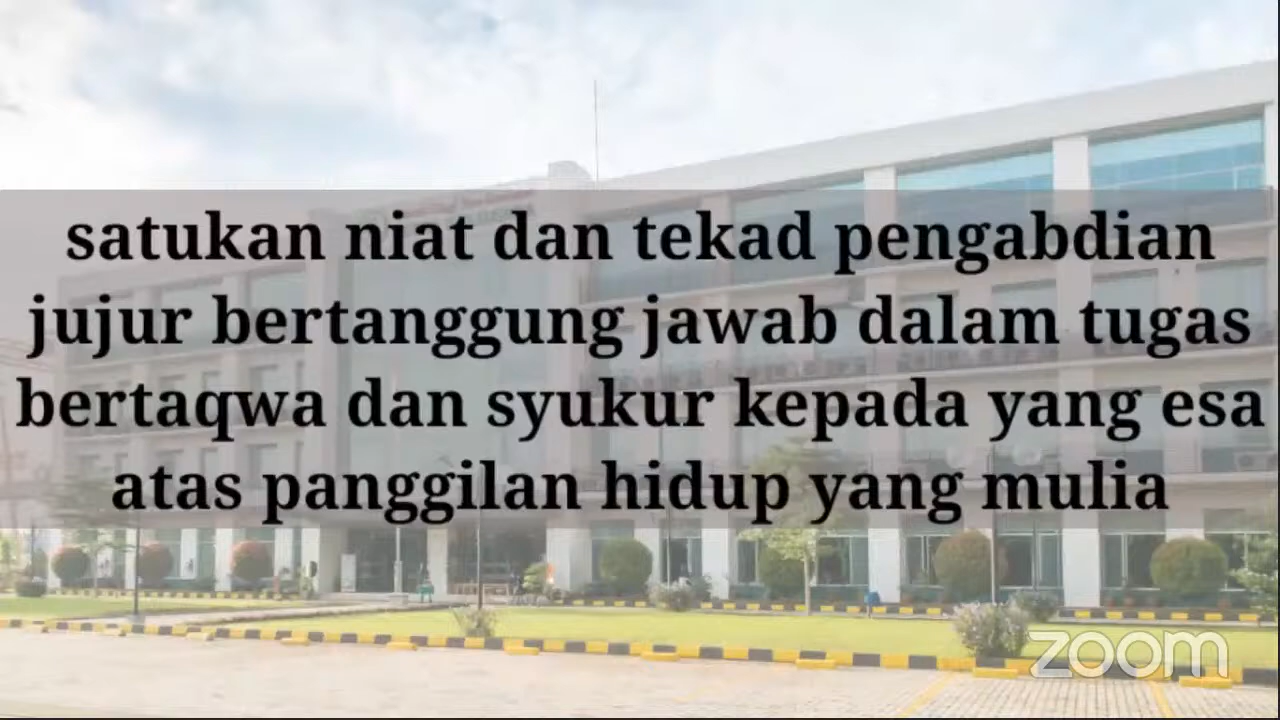 satukan niat dan tekad pengabdian
jujur bertanggung jawab dalam tugas
bertaqwa dan syukur kepada yang esa
atas panggilan hidup yang mulia
zoom